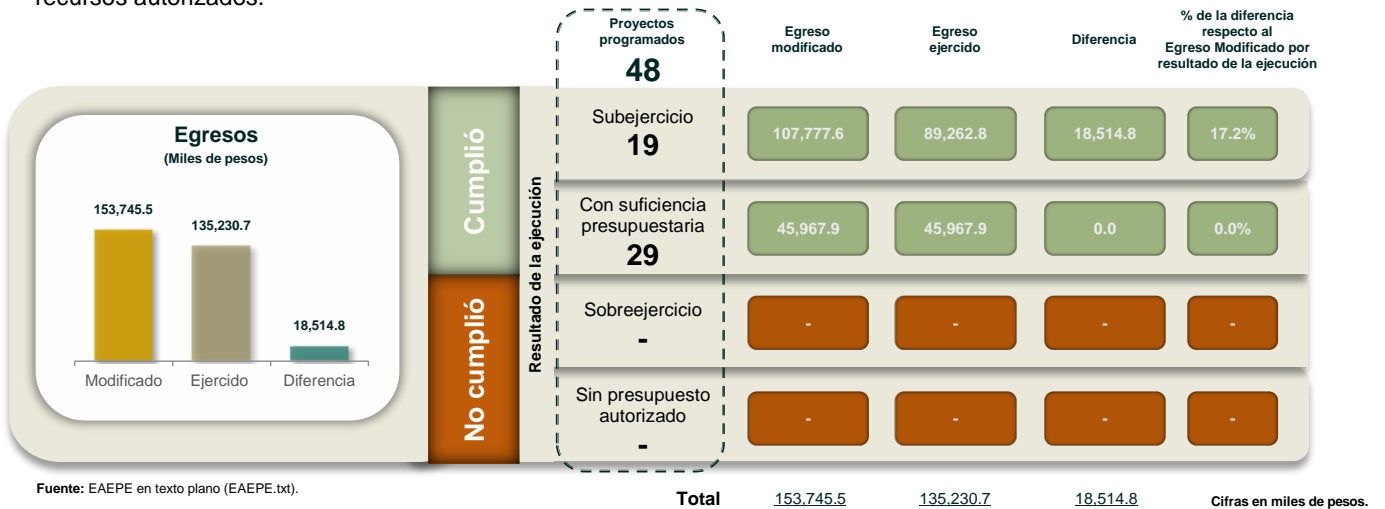 recursos autorizados.
Proyectos
programados
48
Egreso
modificado
Egreso
ejercido
Diferencia
% de la diferencia
respecto al
Egreso Modificado por
resultado de la ejecución
Egresos
(Miles de pesos)
153,745.5
135,230.7
18,514.8
Modificado
Ejercido
Diferencia
Cumplió
No cumplió
Resultado de la ejecución
Subejercicio
19
107,777.6
89,262.8
18,514.8
17.2%
Con suficiencia
presupuestaria
29
45,967.9
45,967.9
0.0
0.0%
Sobreejercicio
-
-
-
-
-
Sin presupuesto
autorizado
-
-
-
-
-
Fuente: EAEPE en texto plano (EAEPE.txt).
Total 153,745.5 135,230.7 18,514.8 Cifras en miles de pesos.